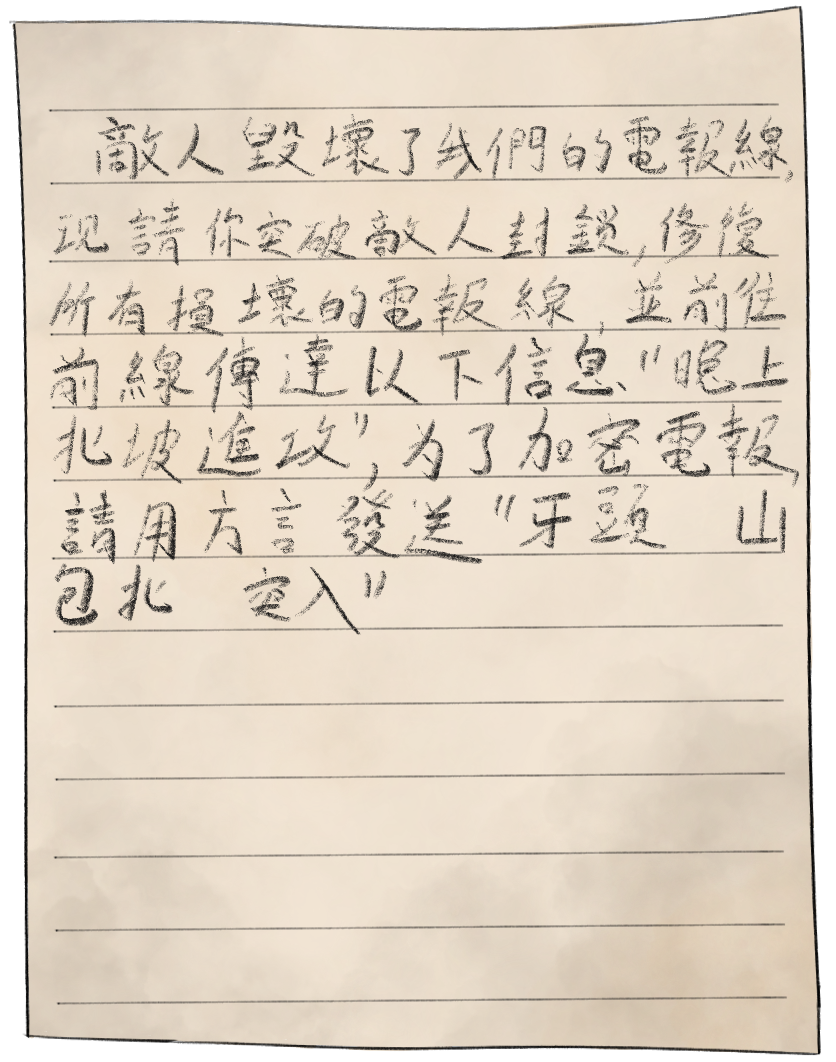 敵人毀壞了我們的電報線,
现請你突破敵人封鎖,修復
所有損壞的電報線,並前往
前線傳達以下信息"晚上
北坡進攻",为了加密電報,
請用方言發送"牙頭 山
包北 突入"